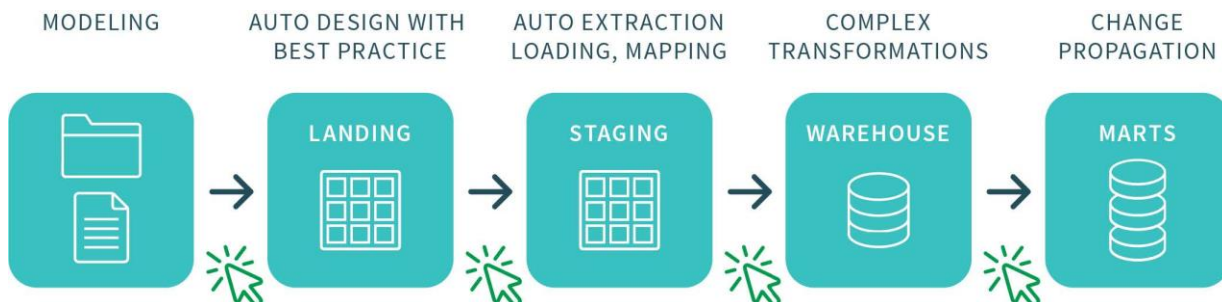 MODELING
AUTO DESIGN WITH
BEST PRACTICE
AUTO EXTRACTION
LOADING, MAPPING
COMPLEX
TRANSFORMATIONS
CHANGE
PROPAGATION
LANDING
STAGING
WAREHOUSE
MARTS